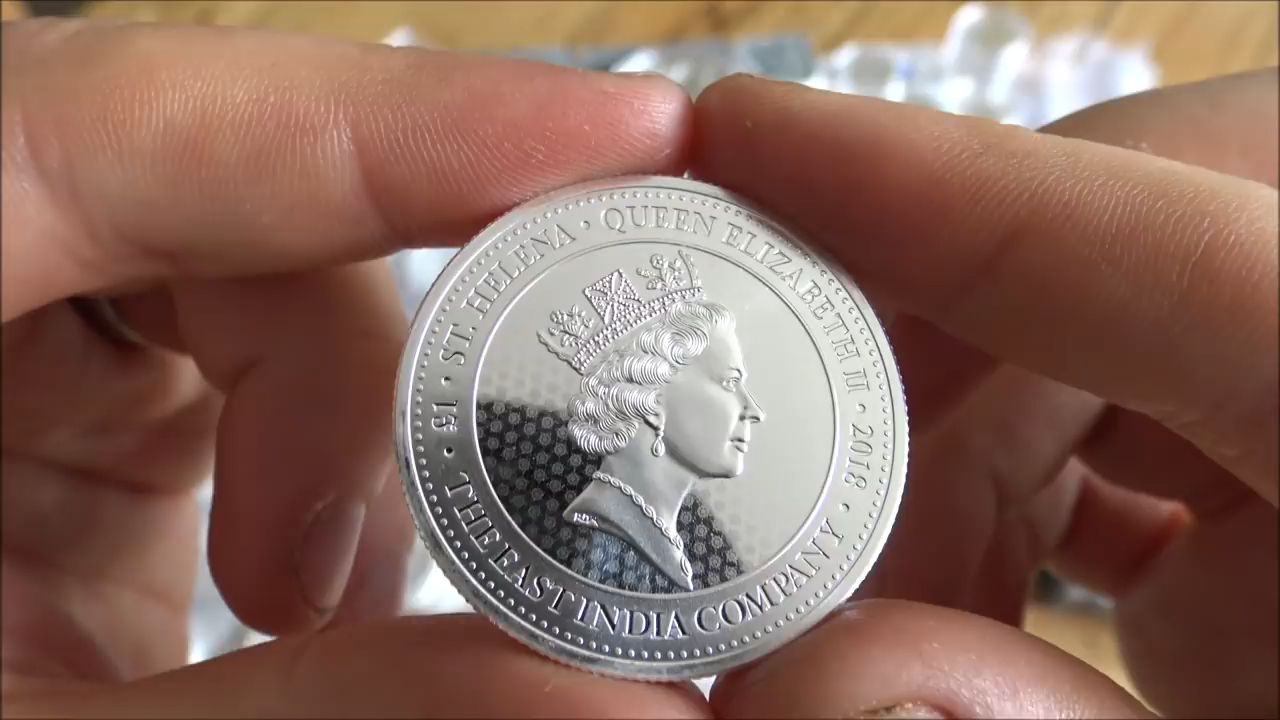 £1 • ST. HELENA • QUEEN ELIZABETH II • 2018 •
THE EAST INDIA COMPANY